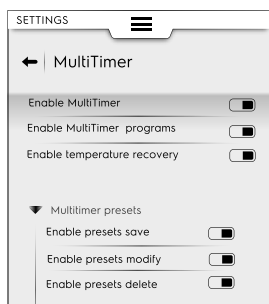 SETTINGS
MultiTimer
Enable MultiTimer
Enable MultiTimer programs
Enable temperature recovery
Multitimer presets
Enable presets save
Enable presets modify
Enable presets delete